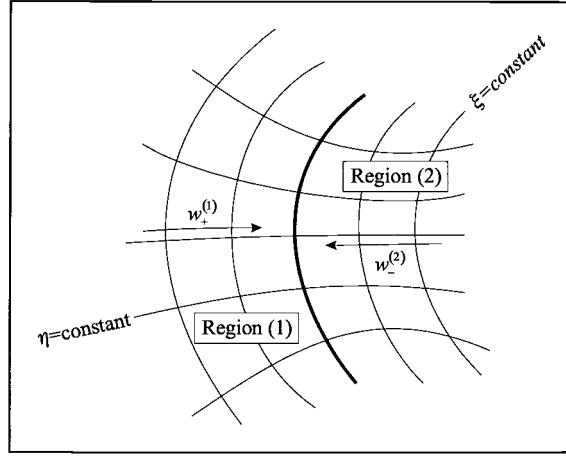 ξ=constant
Region (2)
w₊⁽¹⁾
w₋⁽²⁾
η=constant
Region (1)